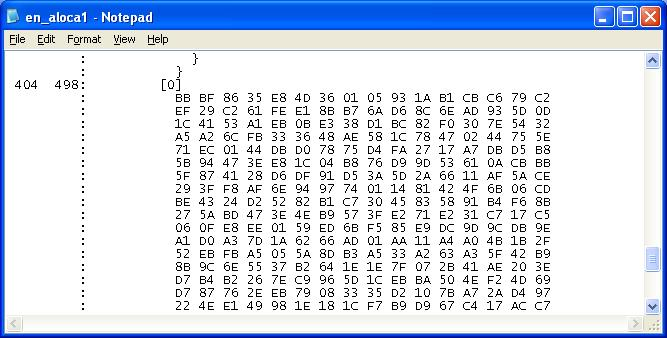 en_aloca1 - Notepad
File Edit Format View Help
: }
: }
404 498: [0]
: BB BF 86 35 E8 4D 36 01 05 93 1A B1 CB C6 79 C2
: EF 29 C2 61 FE E1 8B B7 6A D6 8C 6E AD 93 5D 0D
: 1C 41 53 A1 EB 0B E3 38 D1 BC 82 F0 30 7E 54 32
: A5 A2 6C FB 33 36 48 AE 58 1C 78 47 02 44 75 5E
: 71 EC 01 44 DB D0 78 75 D4 FA 27 17 A7 DB D5 B8
: 5B 94 47 3E E8 1C 04 B8 76 D9 9D 53 61 0A CB BB
: 5F 87 41 28 D6 DF 91 D5 3A 5D 2A 66 11 AF 5A CE
: 29 3F F8 AF 6E 94 97 74 01 14 81 42 4F 6B 06 CD
: BE 43 24 D2 52 82 B1 C7 30 45 83 58 91 B4 F6 8B
: 27 5A BD 47 3E 4E B9 57 3F E2 71 E2 31 C7 17 C5
: 06 0F E8 EE 01 59 ED 6B F5 85 E9 DC 9D 9C DB 9E
: A1 D0 A3 7D 1A 62 66 AD 01 AA 11 A4 A0 4B 1B 2F
: 52 EB FB A5 05 5A 8D B3 A5 33 A2 63 A3 5F 42 B9
: 8B 9C 6E 55 37 B2 64 1E 1E 7F 07 2B 41 AE 20 3E
: D7 B4 B2 26 7E C9 96 5D 1C EB BA 50 4E F2 4D 69
: D7 87 76 2E EB 79 08 33 35 D2 10 7B A7 2A D4 97
: 22 4E E1 49 98 1E 18 1C F7 B9 D9 67 C4 17 AC C7